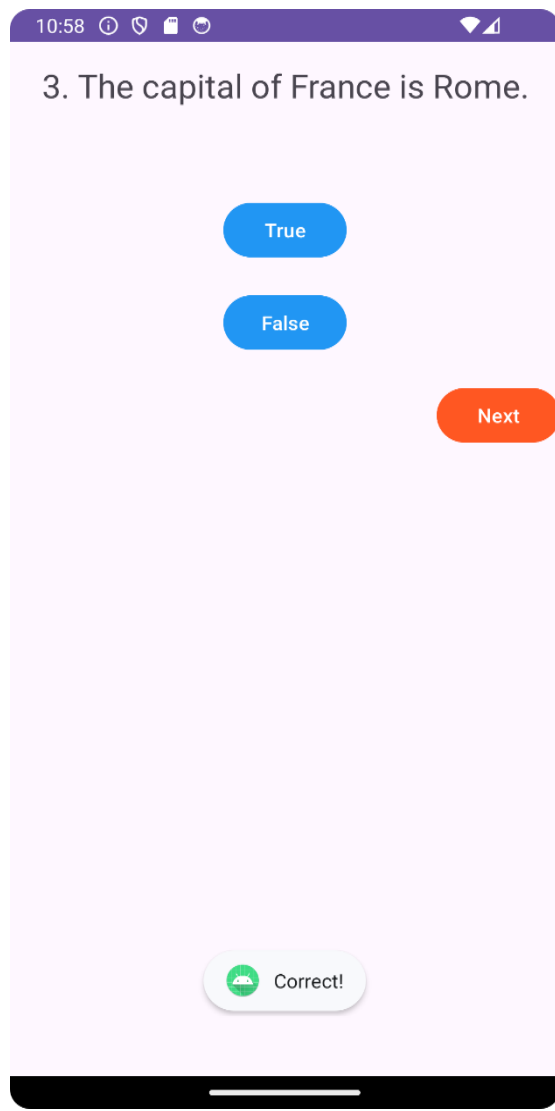 10:58
3. The capital of France is Rome.
True
False
Next
Correct!